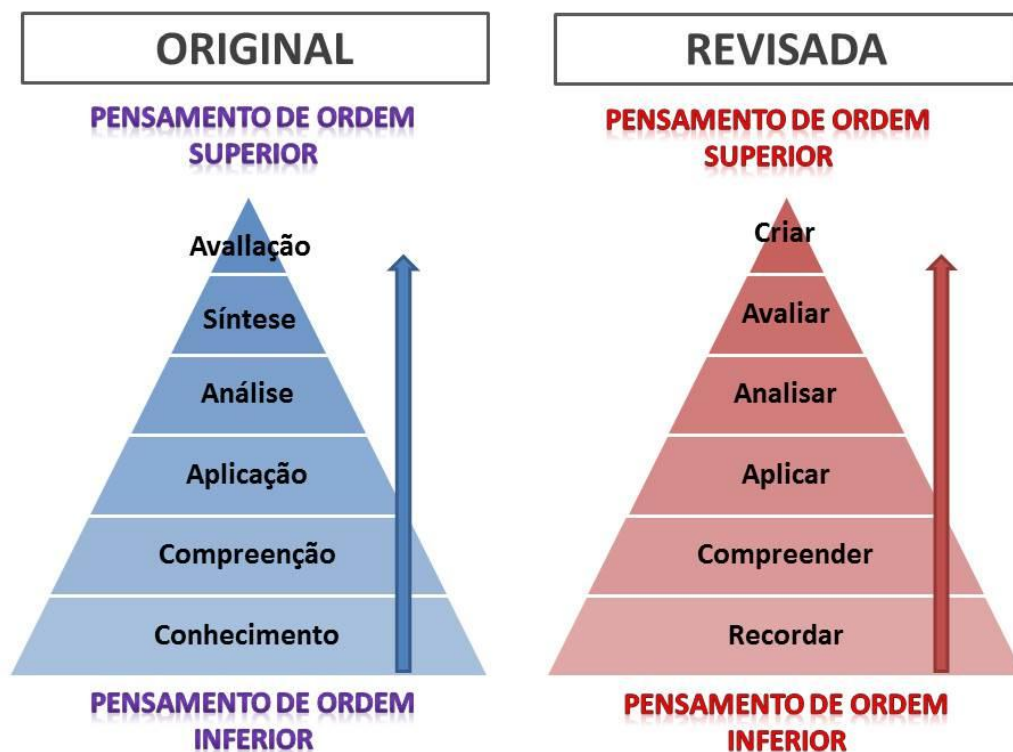 ORIGINAL
PENSAMENTO DE ORDEM
SUPERIOR
Avallação
Síntese
Análise
Aplicação
Compreenção
Conhecimento
PENSAMENTO DE ORDEM
INFERIOR
REVISADA
PENSAMENTO DE ORDEM
SUPERIOR
Criar
Avaliar
Analisar
Aplicar
Compreender
Recordar
PENSAMENTO DE ORDEM
INFERIOR